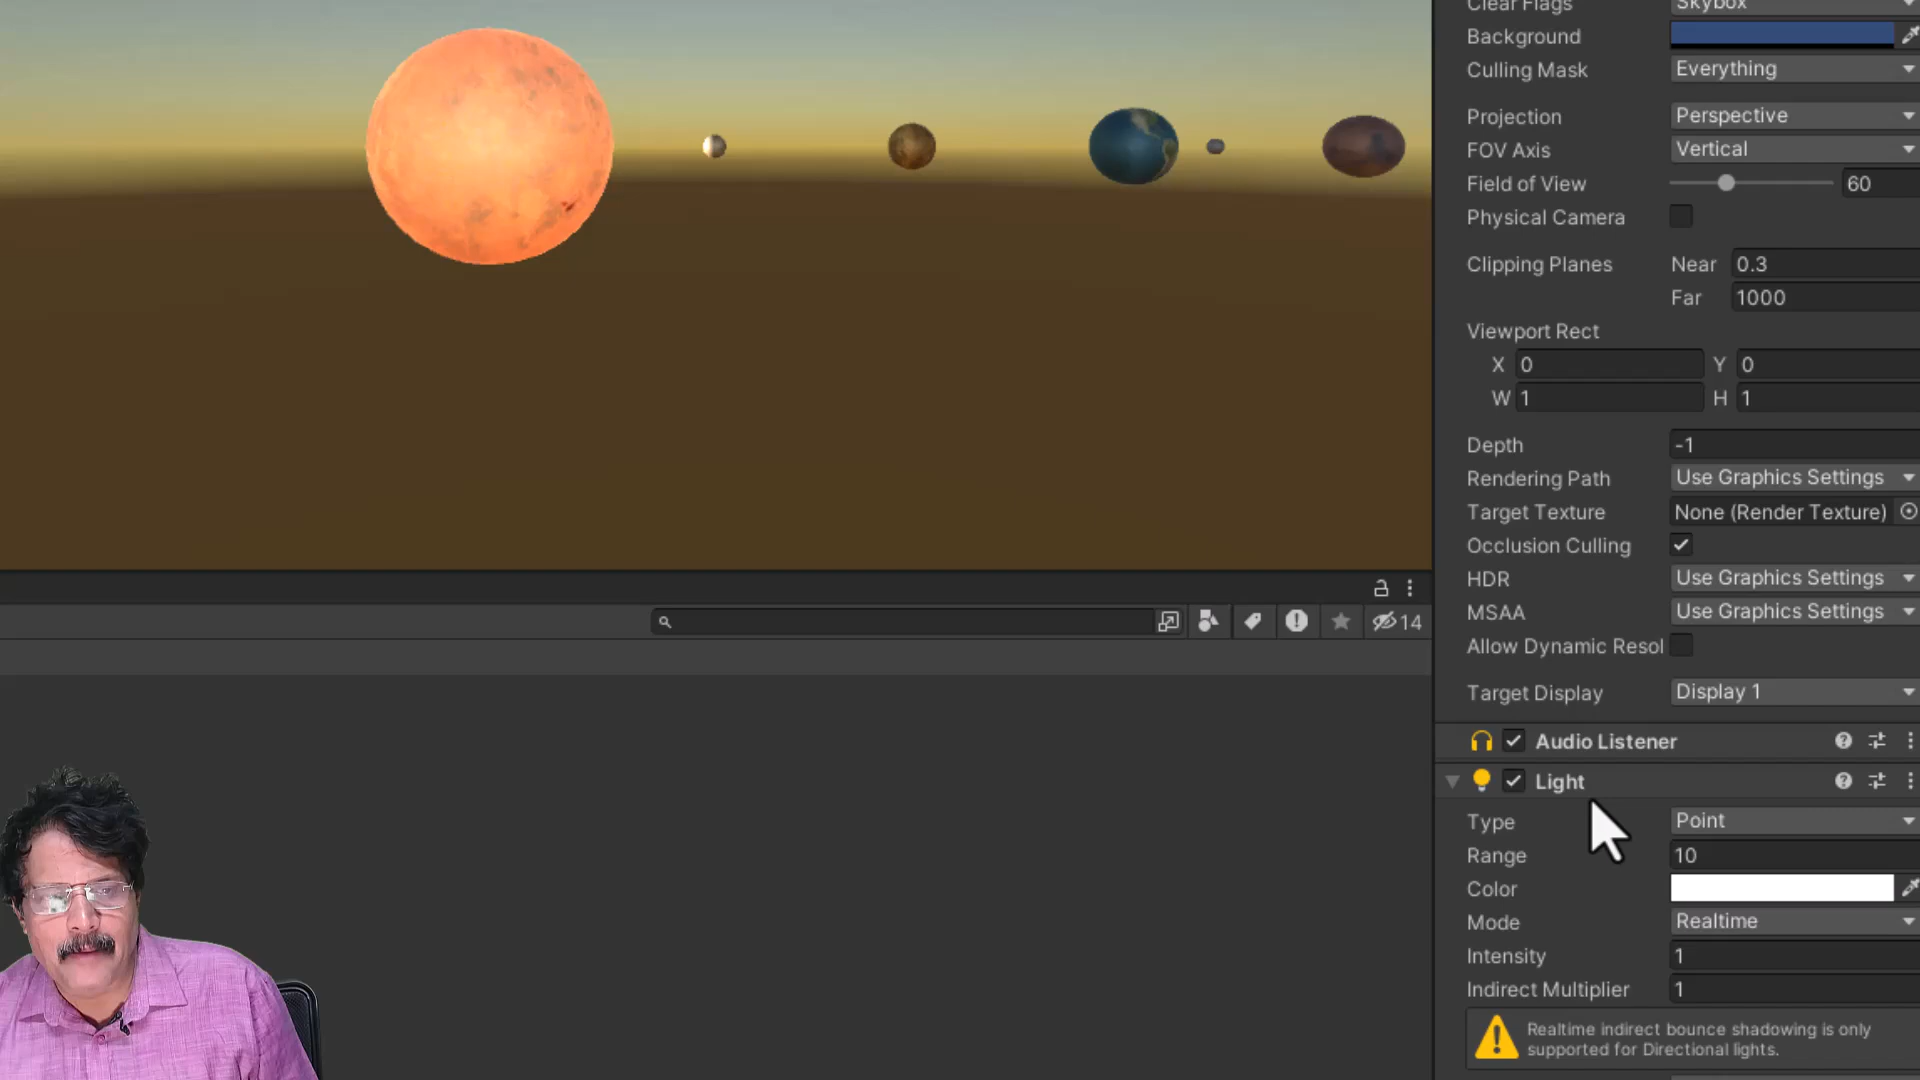 Clear Flags Skybox
Background
Culling Mask Everything
Projection Perspective
FOV Axis Vertical
Field of View 60
Physical Camera
Clipping Planes Near 0.3
Far 1000
Viewport Rect
X 0 Y 0
W 1 H 1
Depth -1
Rendering Path Use Graphics Settings
Target Texture None (Render Texture)
Occlusion Culling
HDR Use Graphics Settings
MSAA Use Graphics Settings
Allow Dynamic Resol
Target Display Display 1
14
Audio Listener
Light
Type Point
Range 10
Color
Mode Realtime
Intensity 1
Indirect Multiplier 1
Realtime indirect bounce shadowing is only
supported for Directional lights.